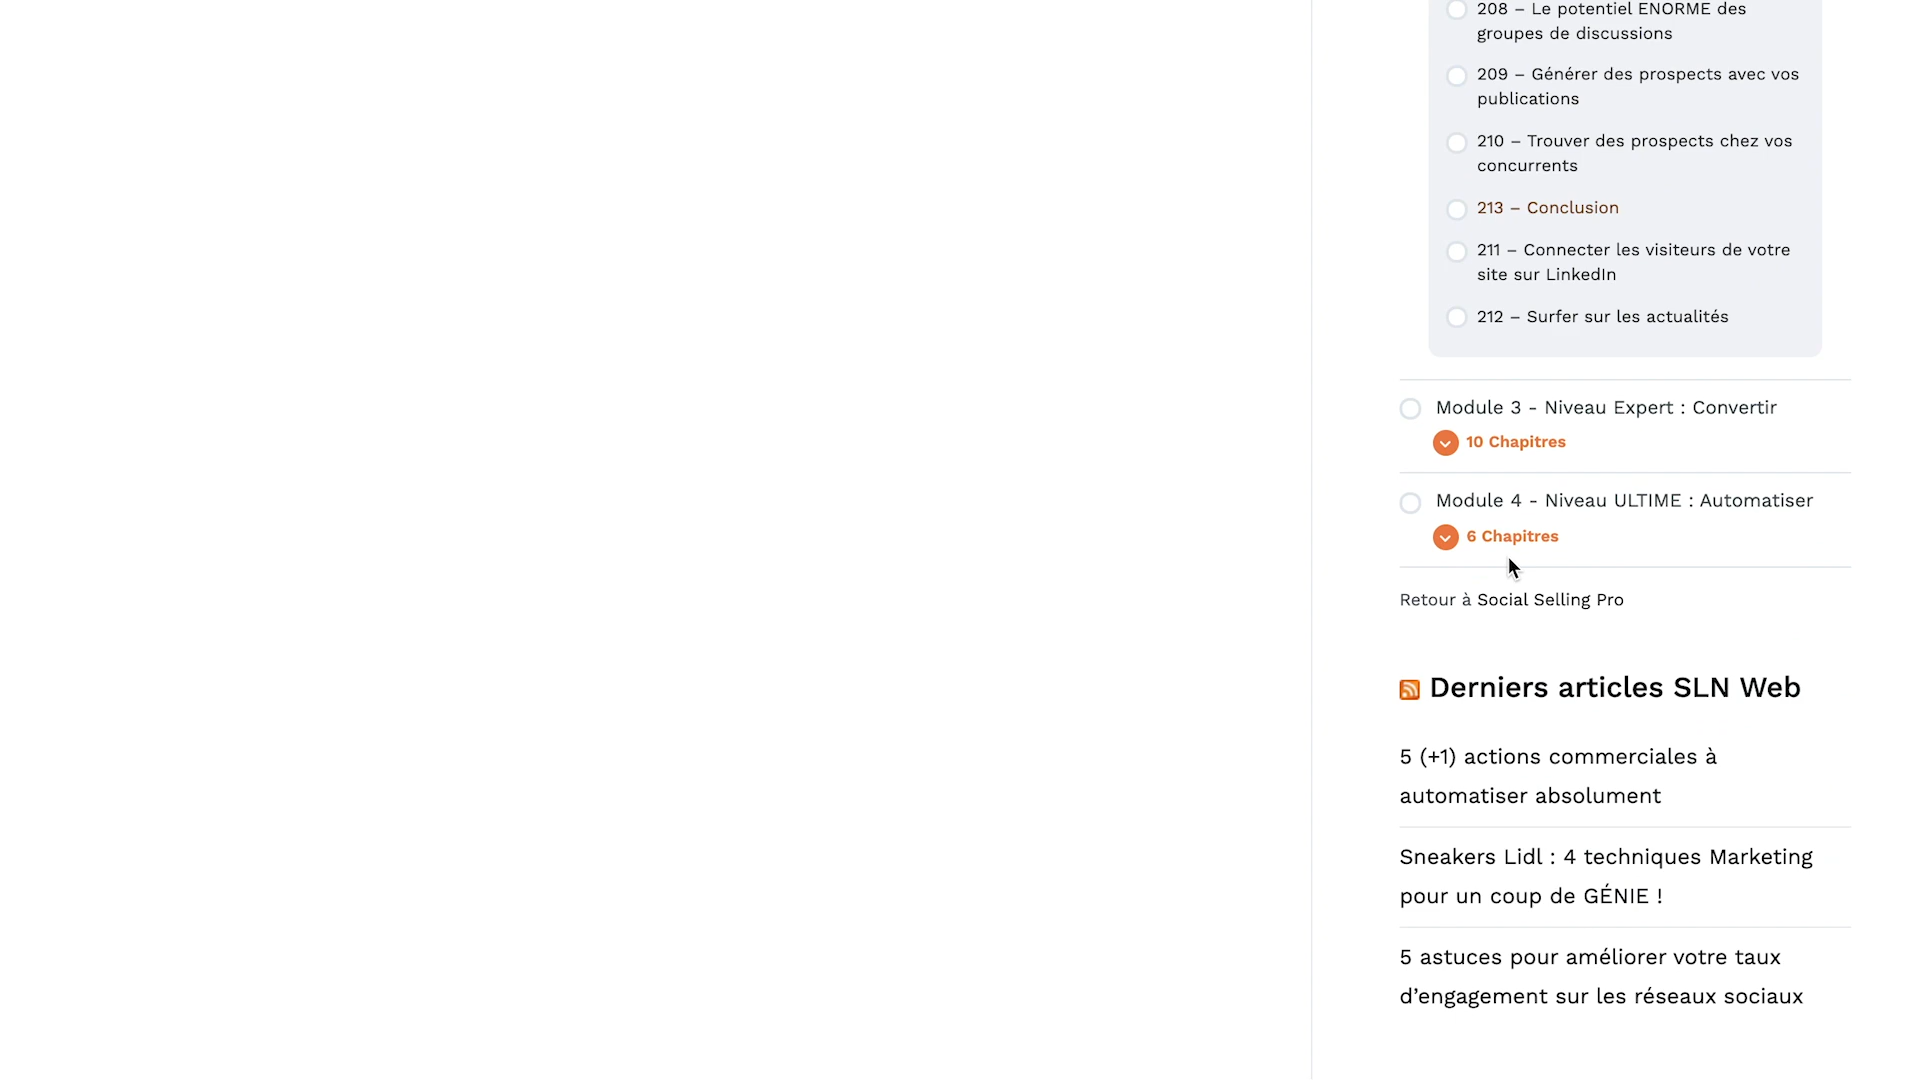 208 – Le potentiel ENORME des
groupes de discussions
209 – Générer des prospects avec vos
publications
210 – Trouver des prospects chez vos
concurrents
213 – Conclusion
211 – Connecter les visiteurs de votre
site sur LinkedIn
212 – Surfer sur les actualités
Module 3 - Niveau Expert : Convertir
10 Chapitres
Module 4 - Niveau ULTIME : Automatiser
6 Chapitres
Retour à Social Selling Pro
Derniers articles SLN Web
5 (+1) actions commerciales à
automatiser absolument
Sneakers Lidl : 4 techniques Marketing
pour un coup de GÉNIE !
5 astuces pour améliorer votre taux
d’engagement sur les réseaux sociaux